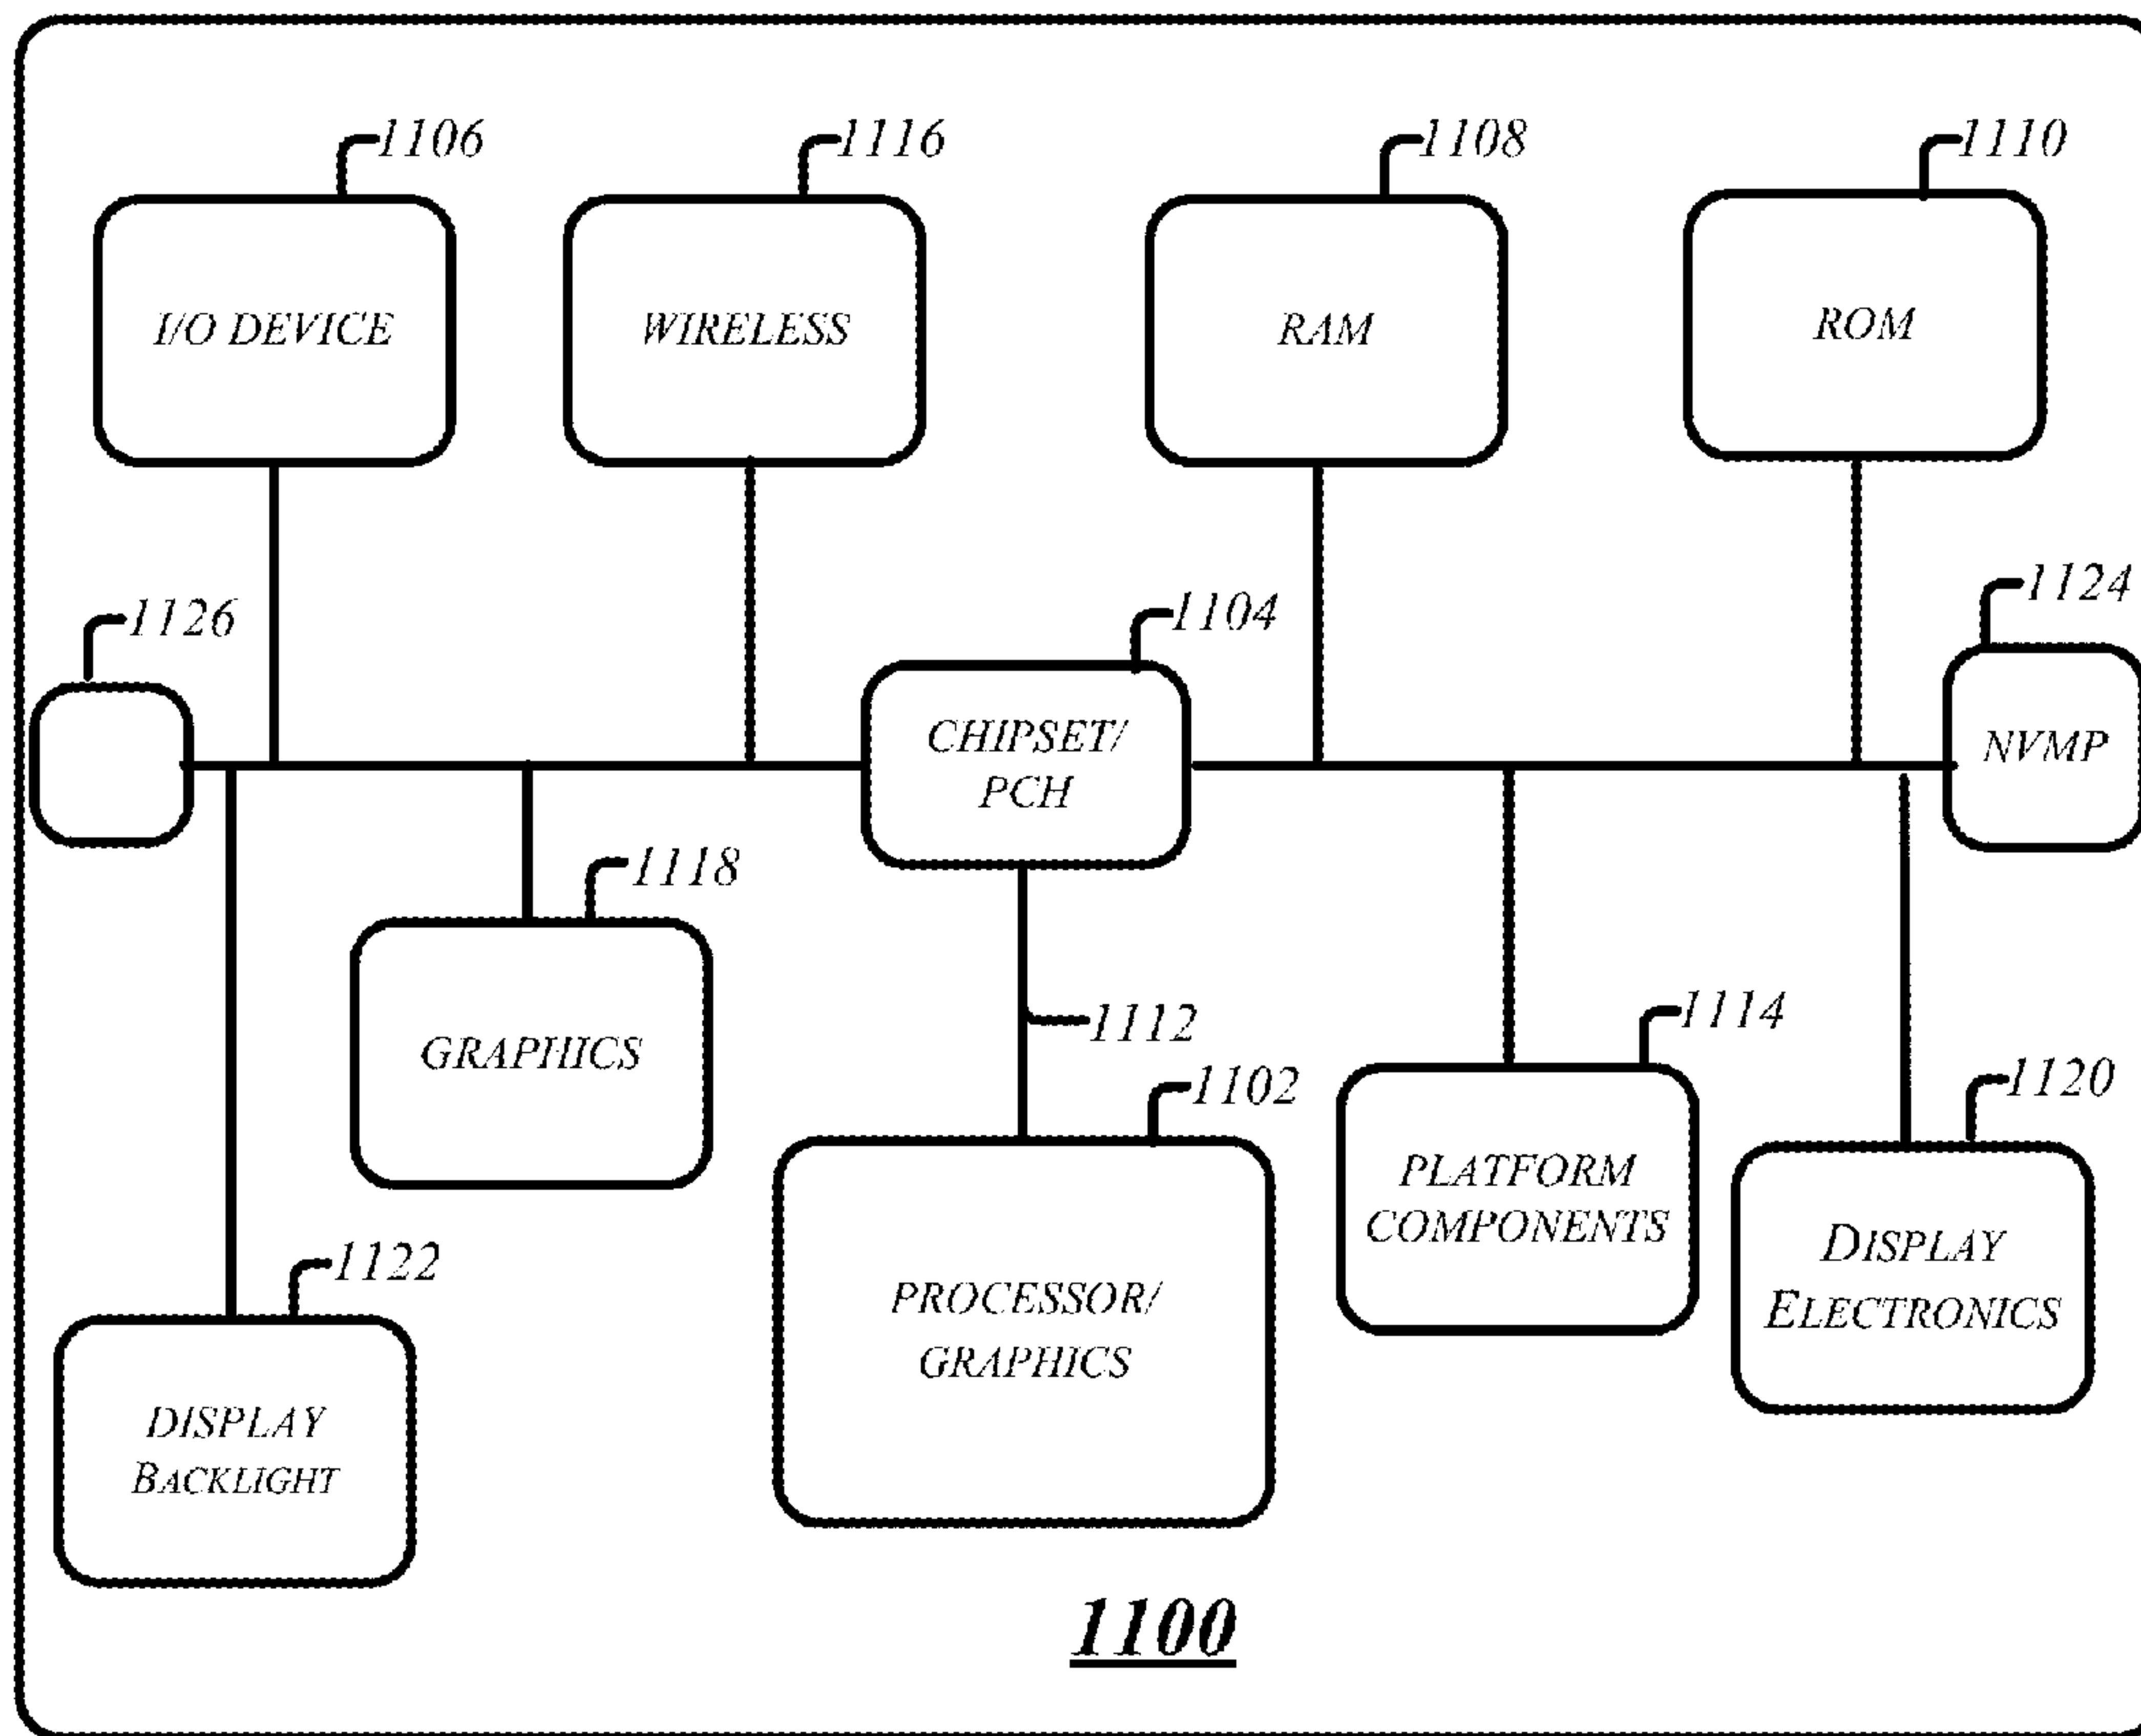 1106
1116
1108
1110
I/O DEVICE
WIRELESS
RAM
ROM
1126
1104
1124
CHIPSET/
PCH
NVMP
1118
GRAPHICS
1112
1114
1102
1120
PLATFORM
COMPONENTS
DISPLAY
ELECTRONICS
1122
PROCESSOR/
GRAPHICS
DISPLAY
BACKLIGHT
1100